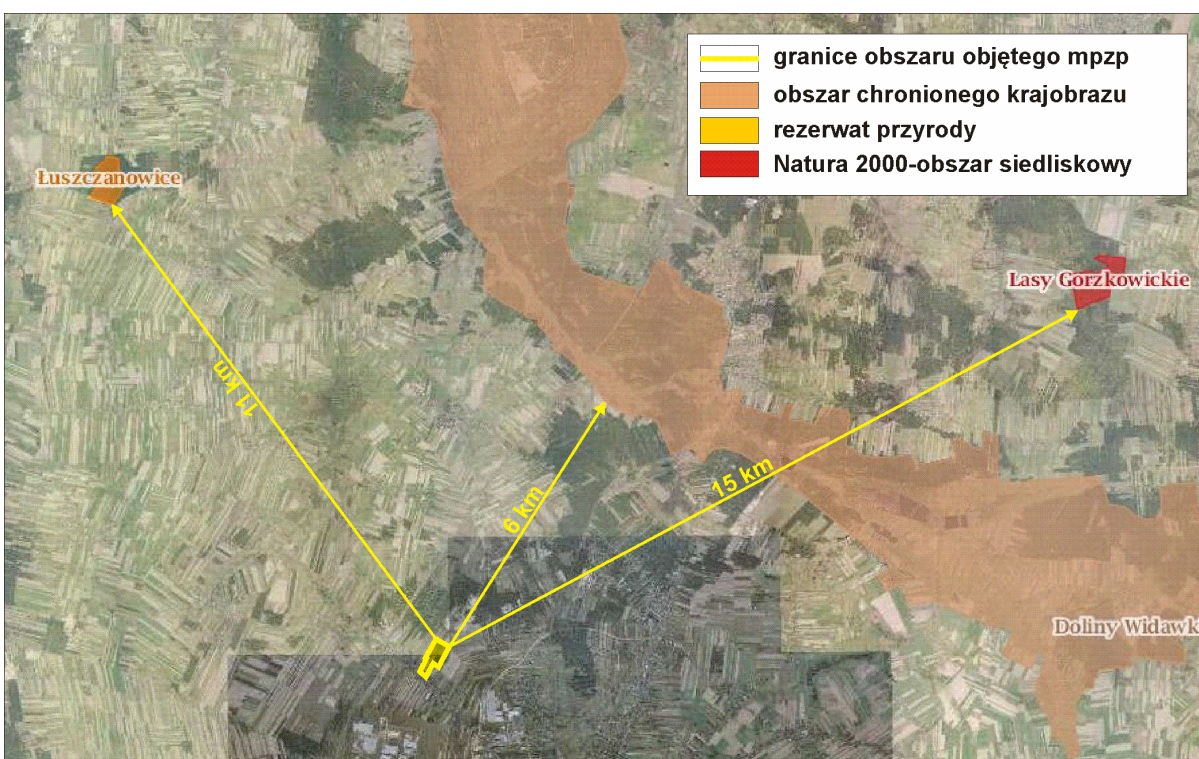 granice obszaru objętego mpzp
obszar chronionego krajobrazu
rezerwat przyrody
Natura 2000-obszar siedliskowy
Łuszczanowice
Lasy Gorzkowickie
11 km
15 km
6 km
Doliny Widawk